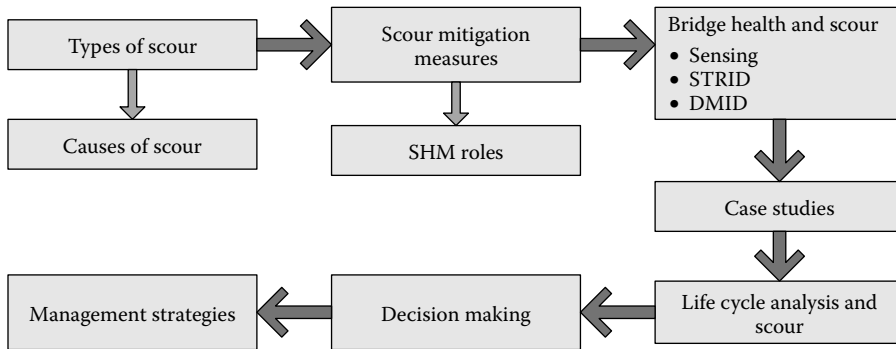 Types of scour
Causes of scour
Scour mitigation
measures
SHM roles
Bridge health and scour
• Sensing
• STRID
• DMID
Case studies
Life cycle analysis and
scour
Decision making
Management strategies